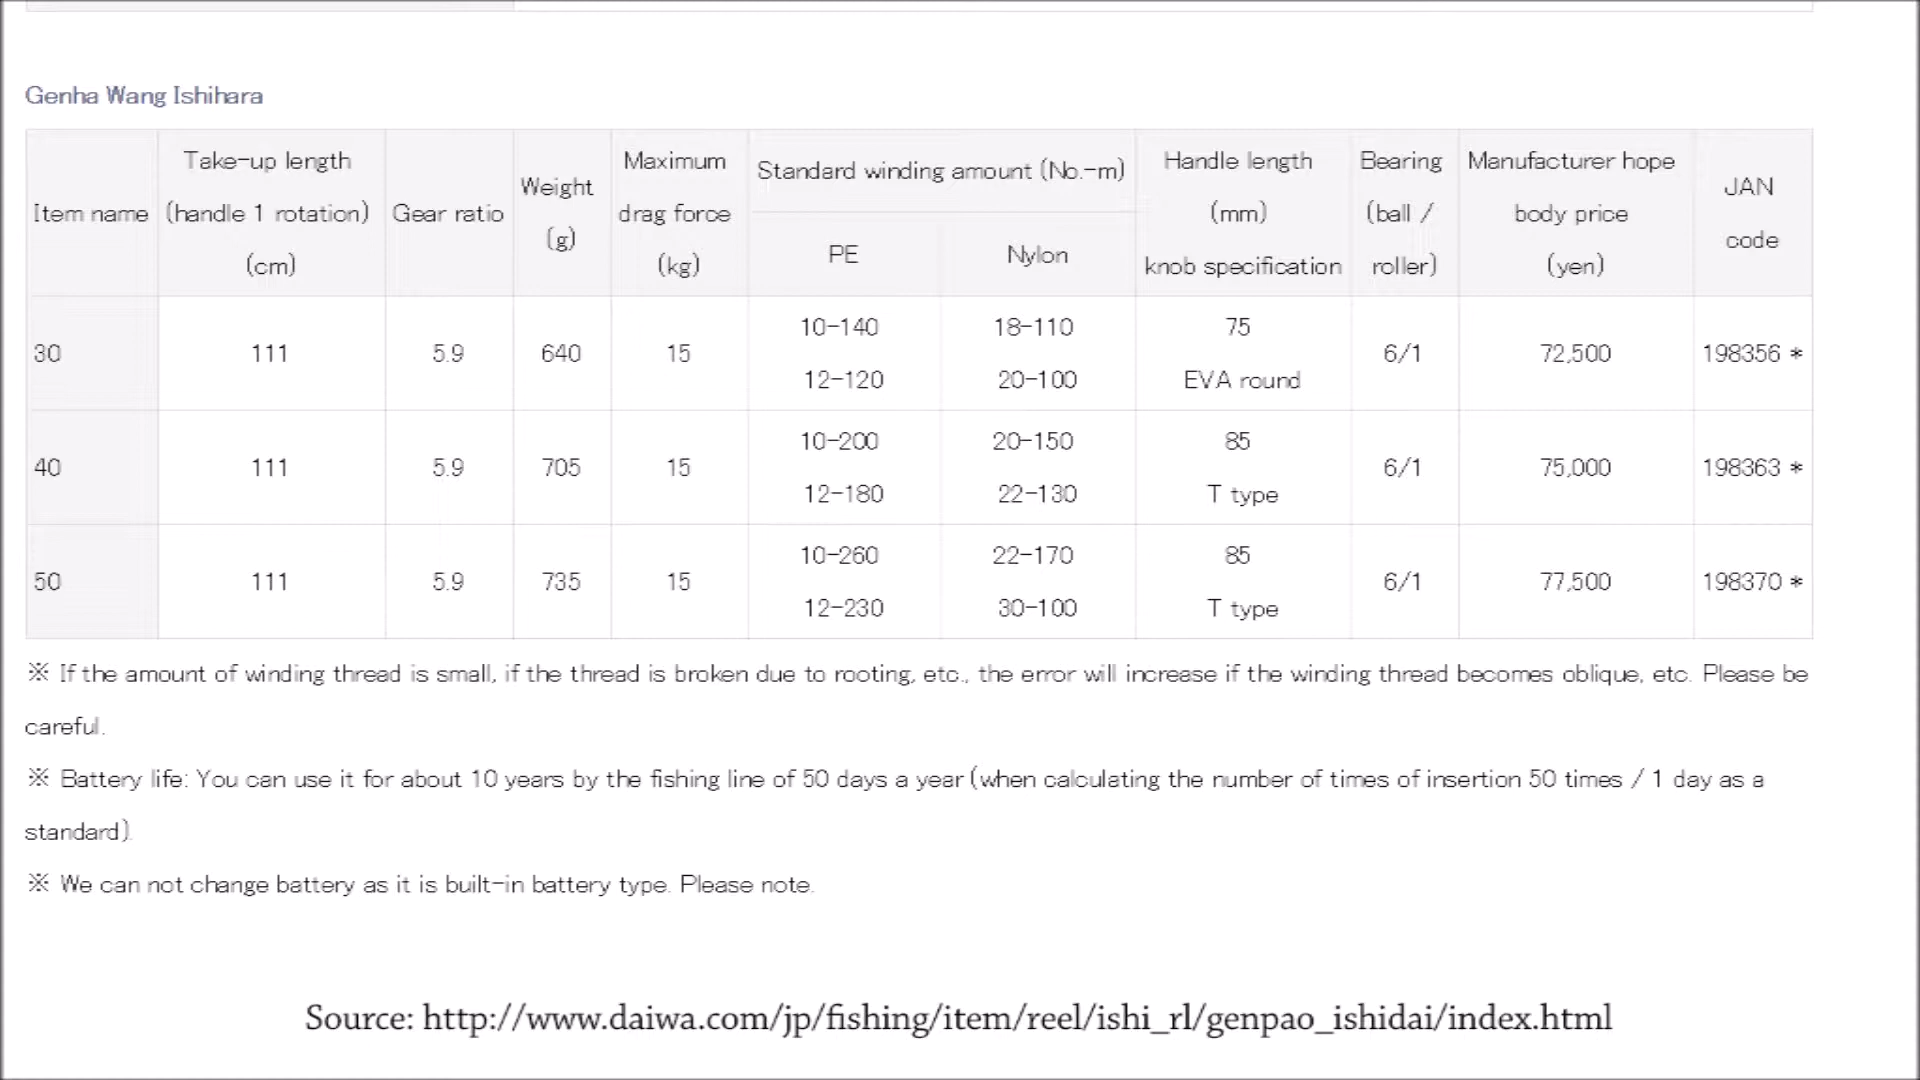 Genha Wang Ishihara
Item name
Take-up length
(handle 1 rotation)
(cm)
Gear ratio
Weight
(g)
Maximum
drag force
(kg)
Standard winding amount (No.-m)
PE
Nylon
Handle length
(mm)
knob specification
Bearing
(ball /
roller)
Manufacturer hope
body price
(yen)
JAN
code
30
111
5.9
640
15
10-140
12-120
18-110
20-100
75
EVA round
6/1
72,500
198356 *
40
111
5.9
705
15
10-200
12-180
20-150
22-130
85
T type
6/1
75,000
198363 *
50
111
5.9
735
15
10-260
12-230
22-170
30-100
85
T type
6/1
77,500
198370 *
※ If the amount of winding thread is small, if the thread is broken due to rooting, etc., the error will increase if the winding thread becomes oblique, etc. Please be
careful.
※ Battery life: You can use it for about 10 years by the fishing line of 50 days a year (when calculating the number of times of insertion 50 times / 1 day as a
standard).
※ We can not change battery as it is built-in battery type. Please note.
Source: http://www.daiwa.com/jp/fishing/item/reel/ishi_rl/genpao_ishidai/index.html